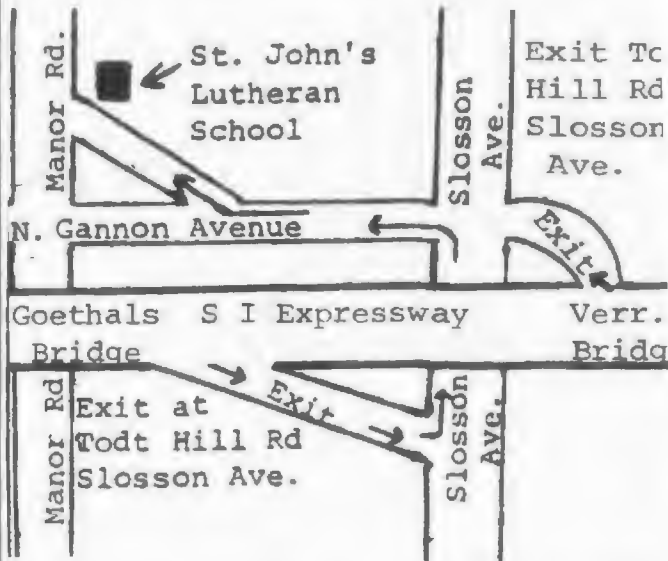 Manor Rd.
St. John's
Lutheran
School
Slosson
Ave.
Exit To
Hill Rd
Slosson
Ave.
N. Gannon Avenue
Exit
Goethals
Bridge
S I Expressway
Verr.
Exit
Manor Rd
Exit at
Todt Hill Rd
Slosson Ave.
Slosson
Ave.